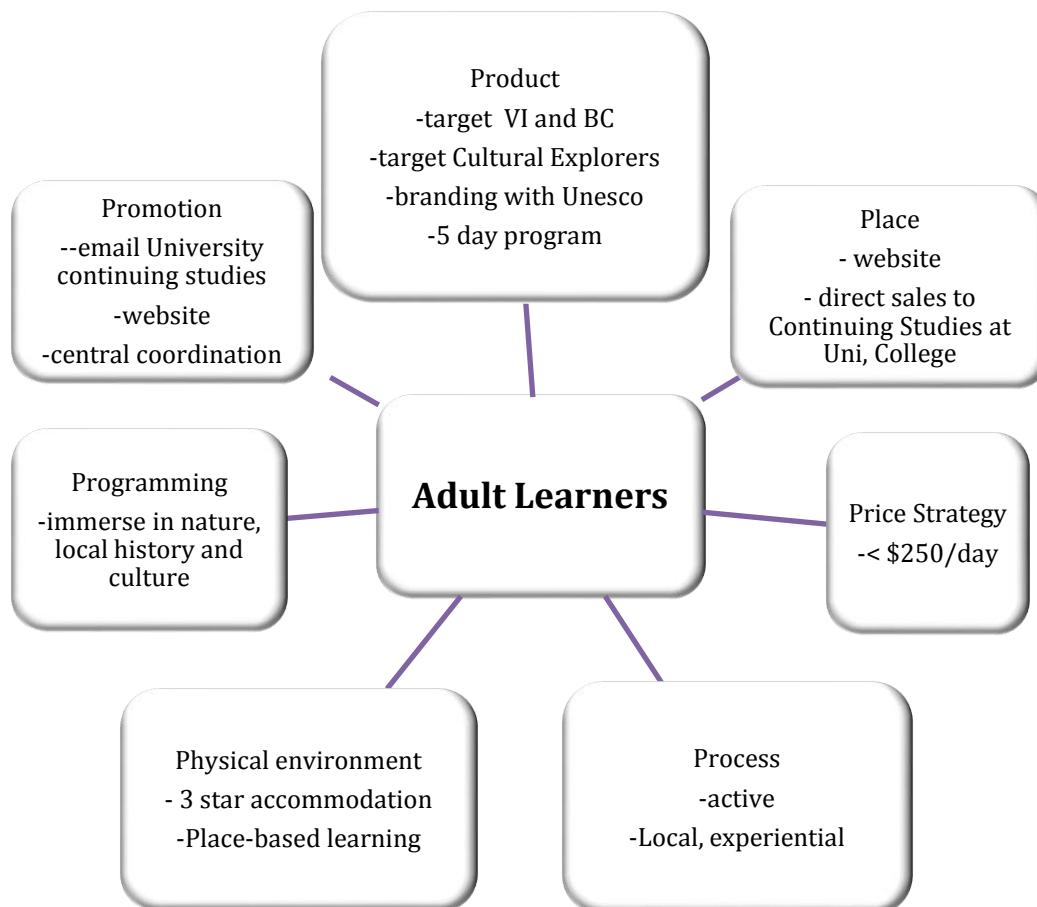 Product
-target  VI and BC
-target Cultural Explorers
-branding with Unesco
-5 day program
Promotion
--email University
continuing studies
-website
-central coordination
Place
- website
- direct sales to
Continuing Studies at
Uni, College
Adult Learners
Programming
-immerse in nature,
local history and
culture
Price Strategy
-< $250/day
Physical environment
- 3 star accommodation
-Place-based learning
Process
-active
-Local, experiential